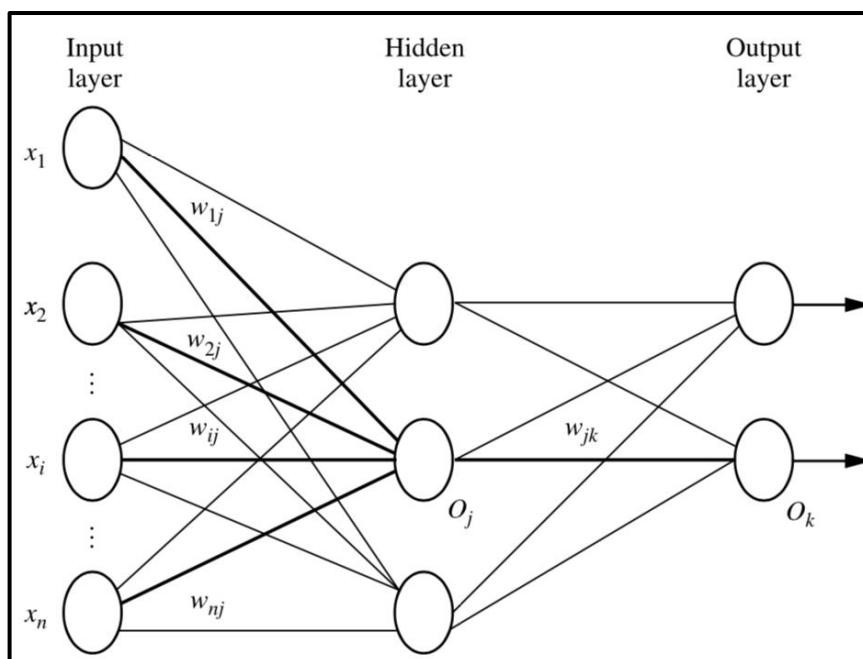 Input
layer
Hidden
layer
Output
layer
x₁
w₁ⱼ
x₂
w₂ⱼ
⋮
xᵢ
wᵢⱼ
wⱼₖ
Oⱼ
Oₖ
⋮
xₙ
wₙⱼ